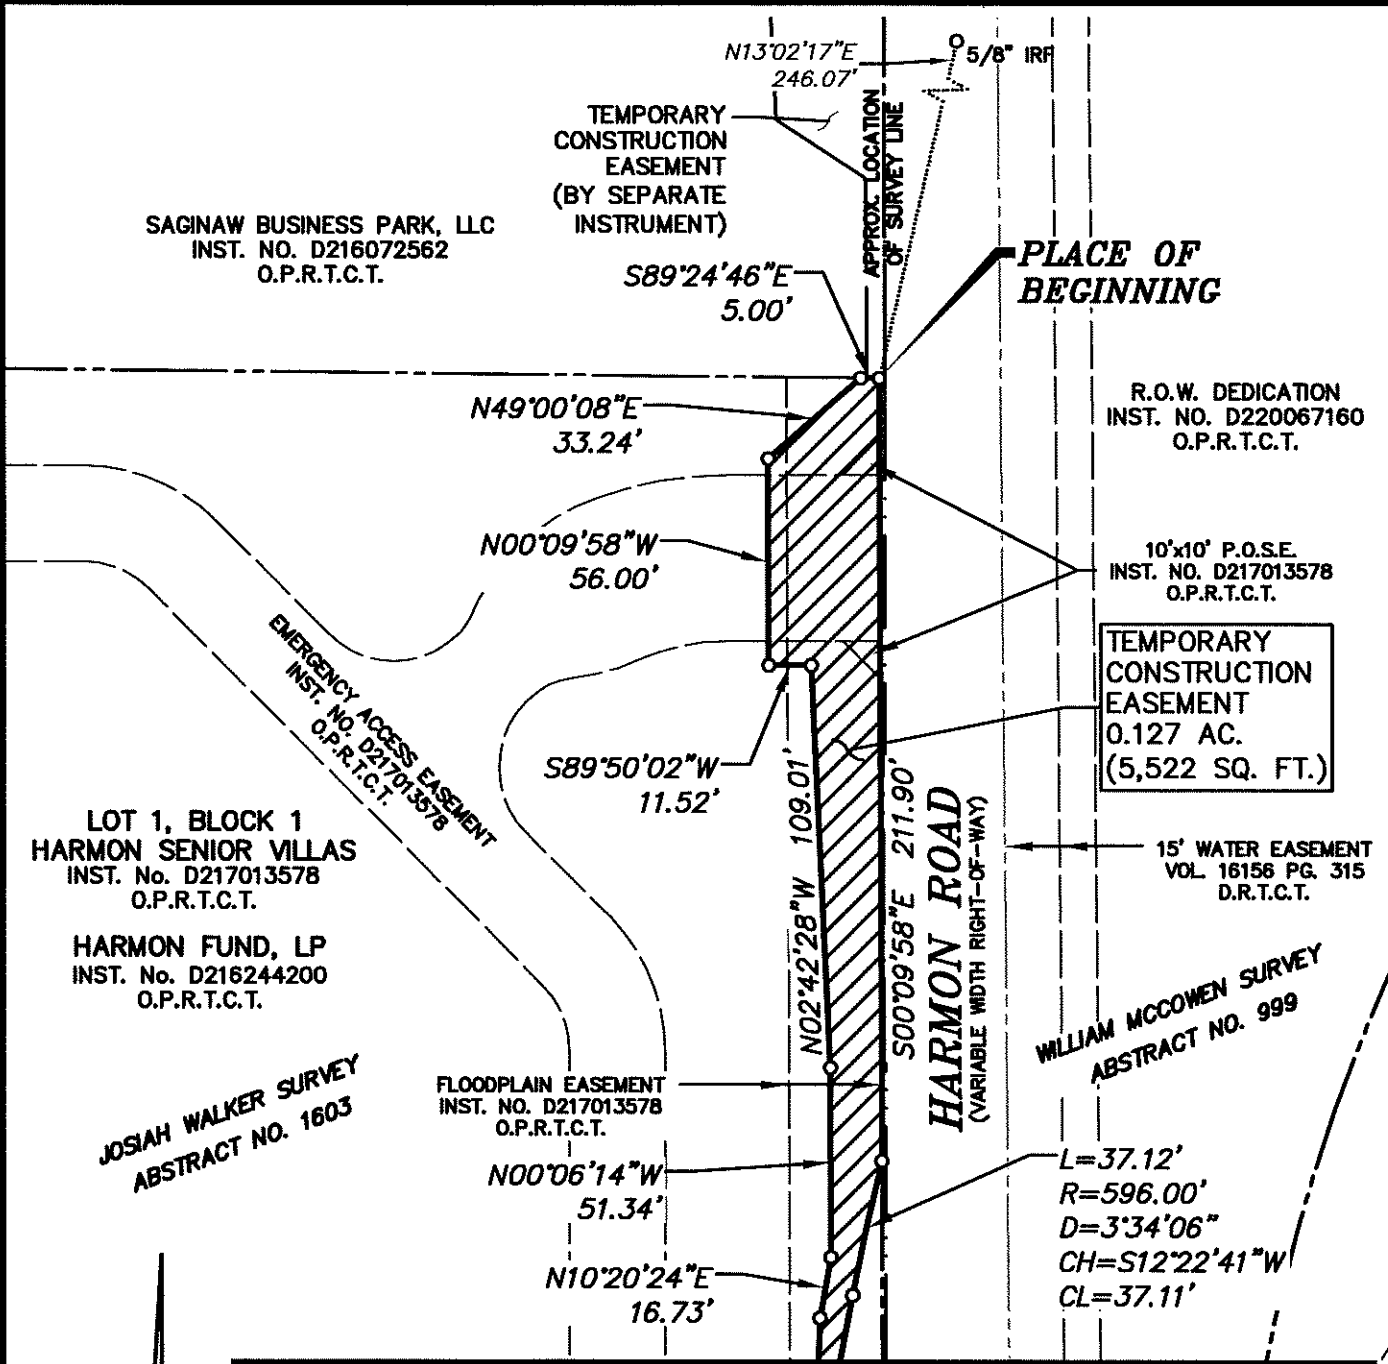 N13°02'17"E
246.07'
5/8" IRF
TEMPORARY
CONSTRUCTION
EASEMENT
(BY SEPARATE
INSTRUMENT)
APPROX. LOCATION
OF SURVEY LINE
SAGINAW BUSINESS PARK, LLC
INST. NO. D216072562
O.P.R.T.C.T.
S89°24'46"E
5.00'
PLACE OF
BEGINNING
N49°00'08"E
33.24'
R.O.W. DEDICATION
INST. NO. D220067160
O.P.R.T.C.T.
N00°09'58"W
56.00'
10'x10' P.O.S.E.
INST. NO. D217013578
O.P.R.T.C.T.
EMERGENCY ACCESS EASEMENT
INST. NO. D217013578
O.P.R.T.C.T.
TEMPORARY
CONSTRUCTION
EASEMENT
0.127 AC.
(5,522 SQ. FT.)
S89°50'02"W
11.52'
N02°42'28"W 109.01'
S00°09'58"E 211.90'
HARMON ROAD
(VARIABLE WIDTH RIGHT-OF-WAY)
LOT 1, BLOCK 1
HARMON SENIOR VILLAS
INST. No. D217013578
O.P.R.T.C.T.
HARMON FUND, LP
INST. No. D216244200
O.P.R.T.C.T.
15' WATER EASEMENT
VOL. 16156 PG. 315
D.R.T.C.T.
WILLIAM MCCOWEN SURVEY
ABSTRACT NO. 999
JOSIAH WALKER SURVEY
ABSTRACT NO. 1603
FLOODPLAIN EASEMENT
INST. NO. D217013578
O.P.R.T.C.T.
N00°06'14"W
51.34'
N10°20'24"E
16.73'
L=37.12'
R=596.00'
D=3°34'06"
CH=S12°22'41"W
CL=37.11'